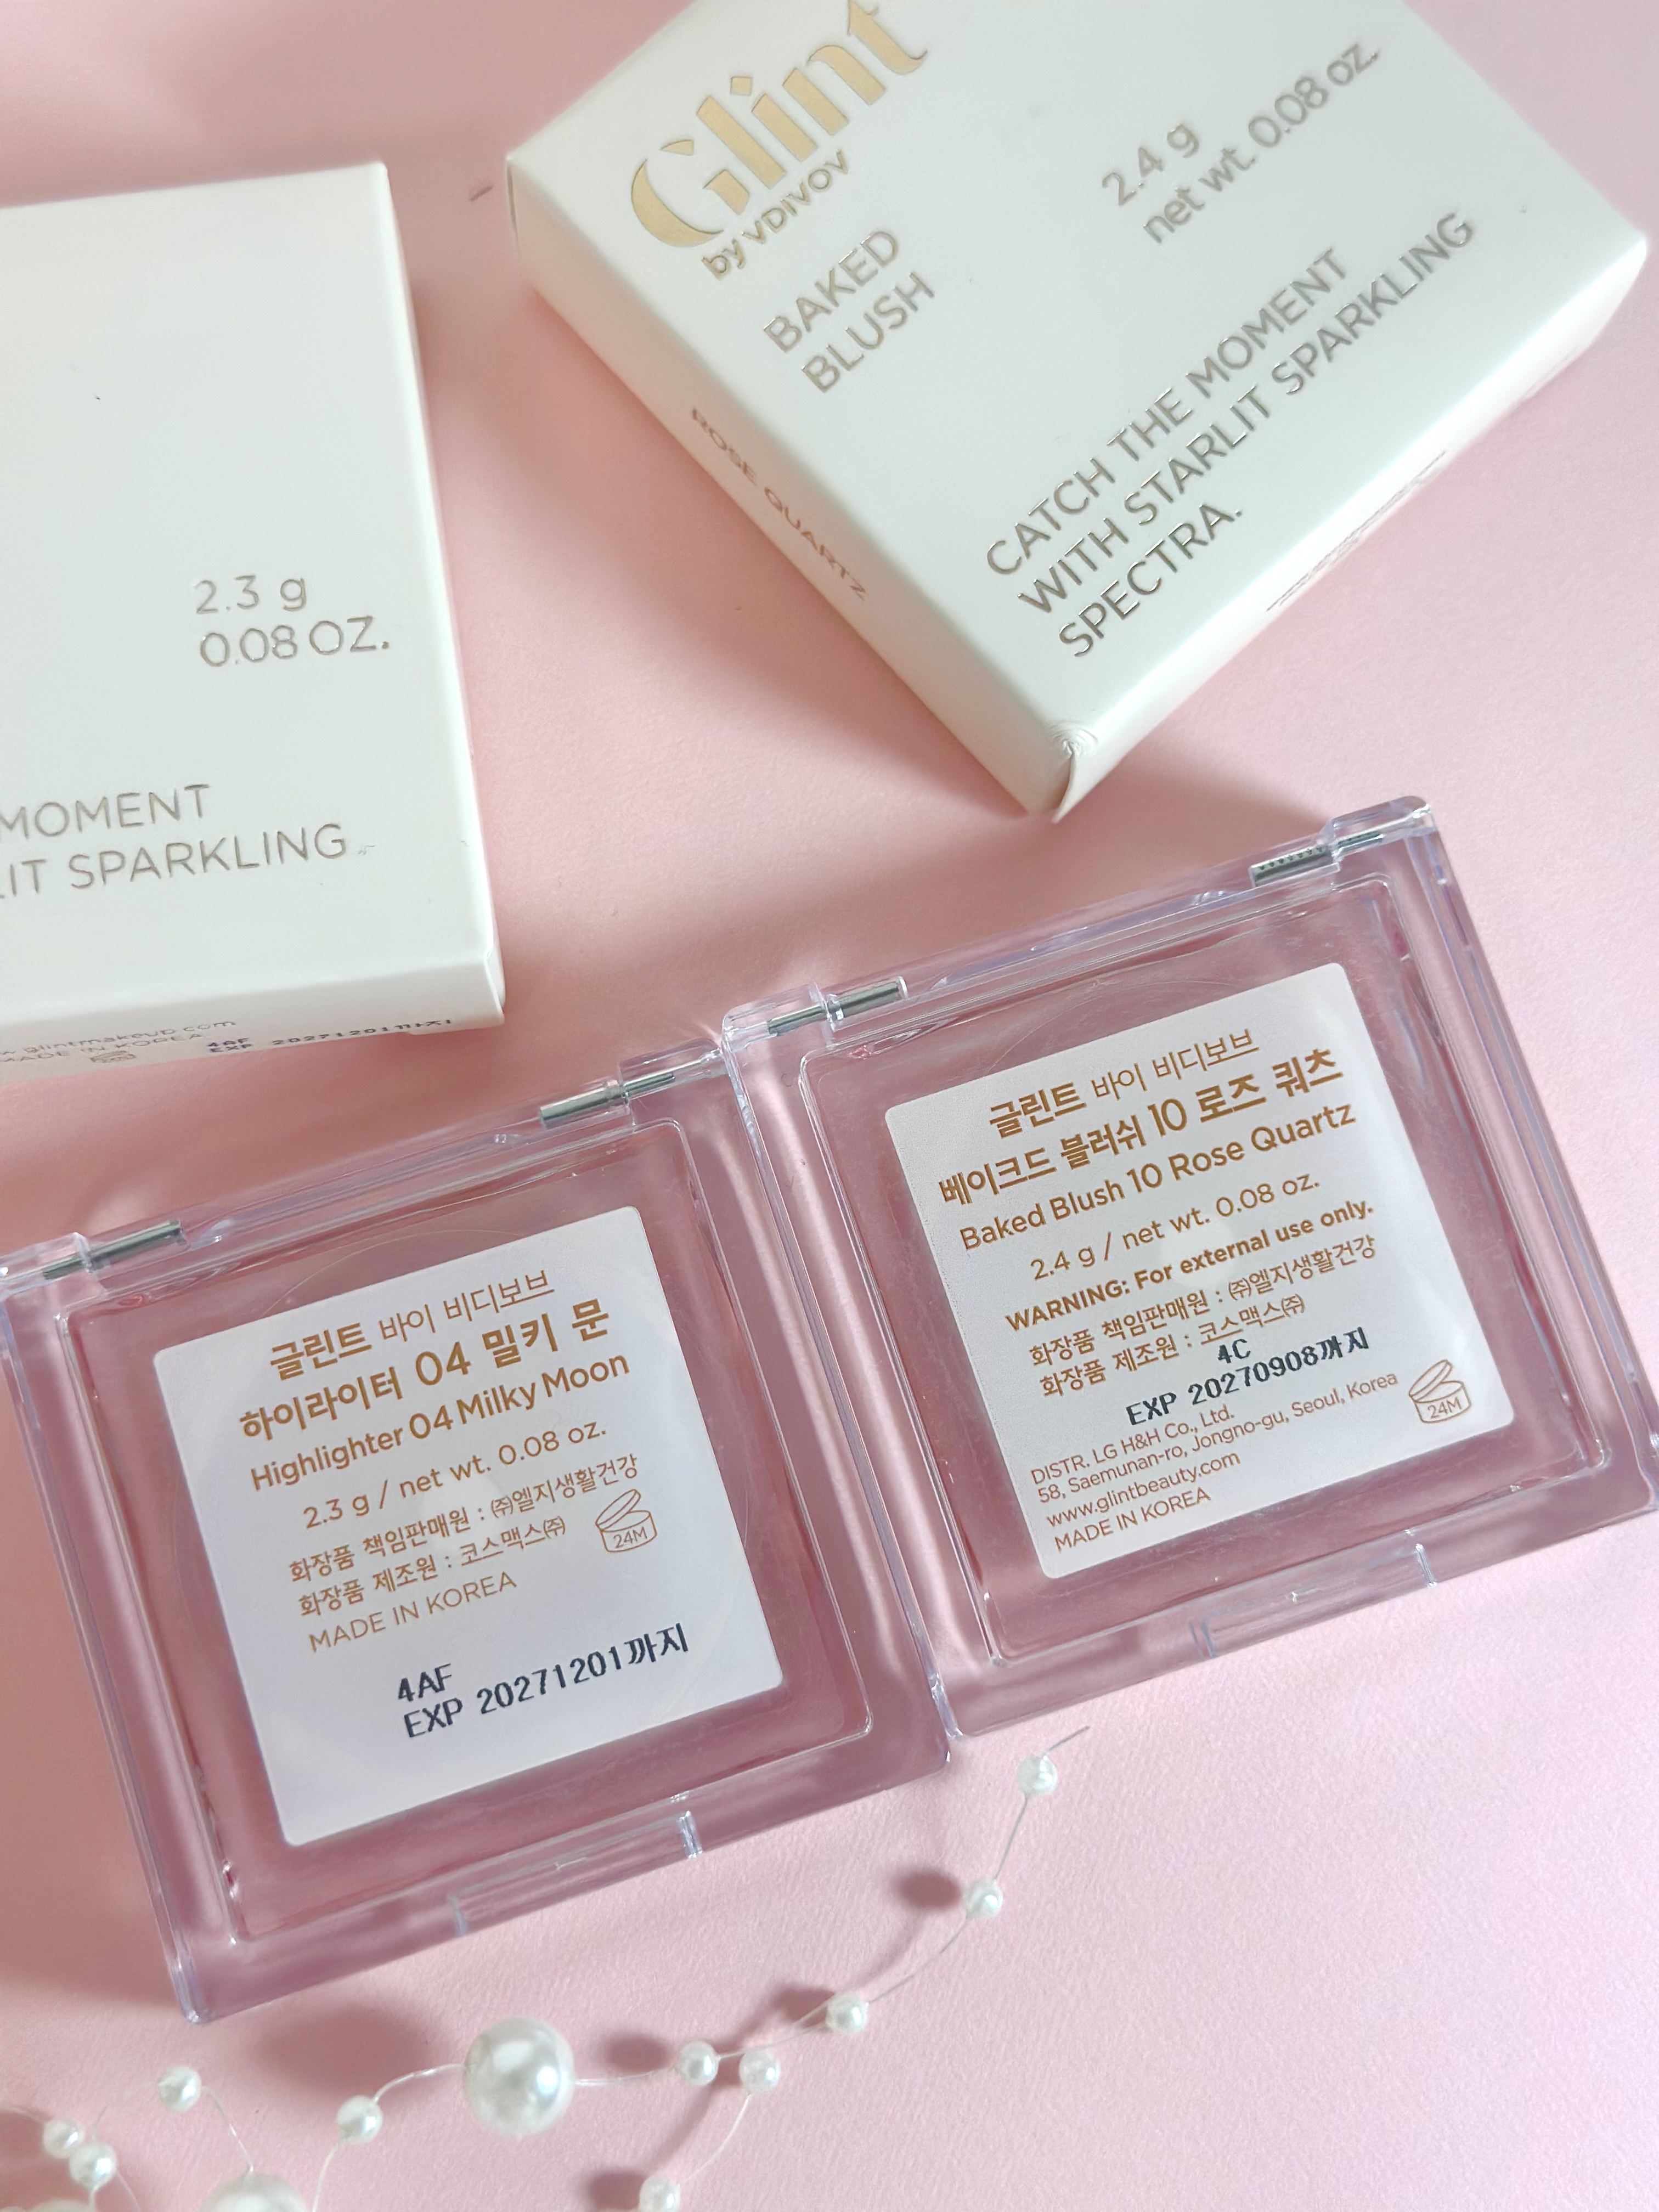 Glint
by VDIVOV
BAKED
BLUSH
2.4 g
net wt. 0.08 oz.
CATCH THE MOMENT
WITH STARLIT SPARKLING
SPECTRA.
ROSE QUARTZ
2.3 g
0.08 OZ.
MOMENT
SPARKLING
glintmakeup.com
MADE IN KOREA
4AF
EXP 20271201까지
글린트 바이 비디보브
하이라이터 04 밀키 문
Highlighter 04 Milky Moon
2.3 g / net wt. 0.08 oz.
화장품 책임판매원 : ㈜엘지생활건강
화장품 제조원 : 코스맥스㈜
MADE IN KOREA
24M
4AF
EXP 20271201까지
글린트 바이 비디보브
베이크드 블러쉬 10 로즈 쿼츠
Baked Blush 10 Rose Quartz
2.4 g / net wt. 0.08 oz.
WARNING: For external use only.
화장품 책임판매원 : ㈜엘지생활건강
화장품 제조원 : 코스맥스㈜
4C
EXP 20270908까지
DISTR. LG H&H Co., Ltd.
58, Saemunan-ro, Jongno-gu, Seoul, Korea
www.glintbeauty.com
MADE IN KOREA
24M